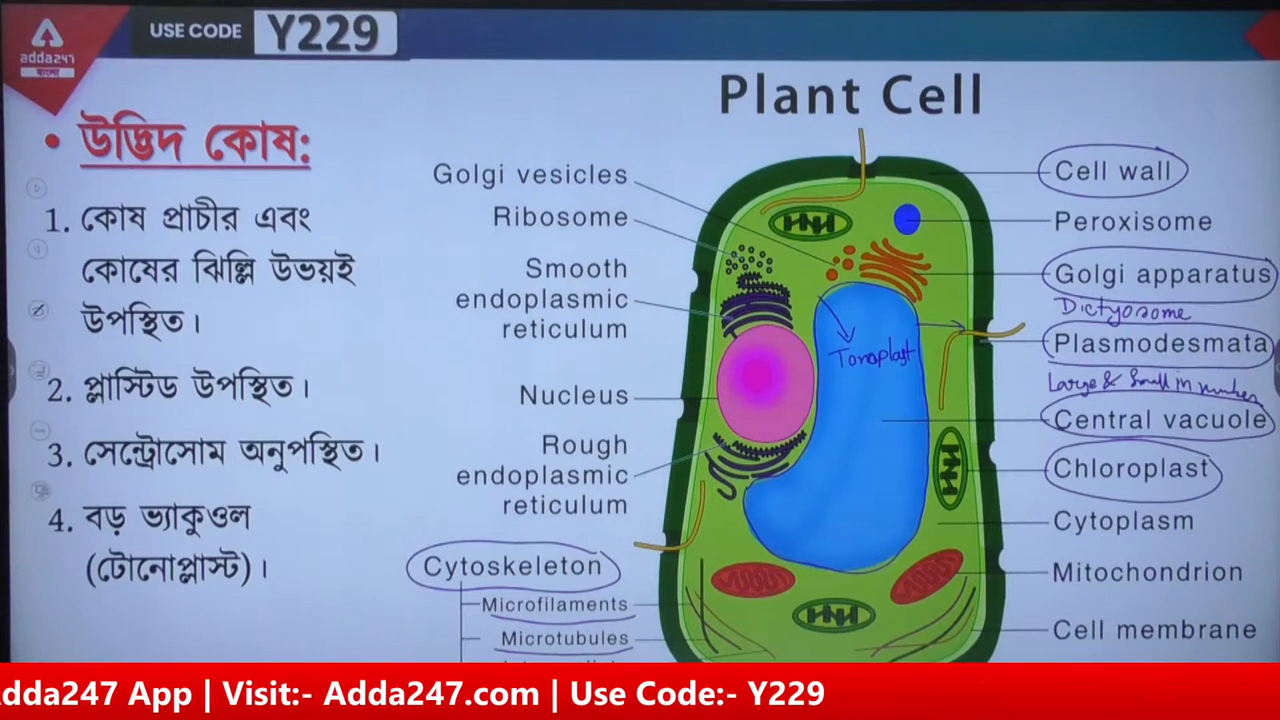 adda247
বাংলা
USE CODE Y229
Plant Cell
• উদ্ভিদ কোষ:
1. কোষ প্রাচীর এবং
কোষের ঝিল্লি উভয়ই
উপস্থিত।
2. প্লাস্টিড উপস্থিত।
3. সেন্ট্রোসোম অনুপস্থিত।
4. বড় ভ্যাকুওল
(টোনোপ্লাস্ট)।
Golgi vesicles
Ribosome
Smooth
endoplasmic
reticulum
Nucleus
Rough
endoplasmic
reticulum
Cytoskeleton
Microfilaments
Microtubules
Tonoplast
Cell wall
Peroxisome
Golgi apparatus
Dictyosome
Plasmodesmata
Large & Small in number
Central vacuole
Chloroplast
Cytoplasm
Mitochondrion
Cell membrane
Adda247 App | Visit:- Adda247.com | Use Code:- Y229